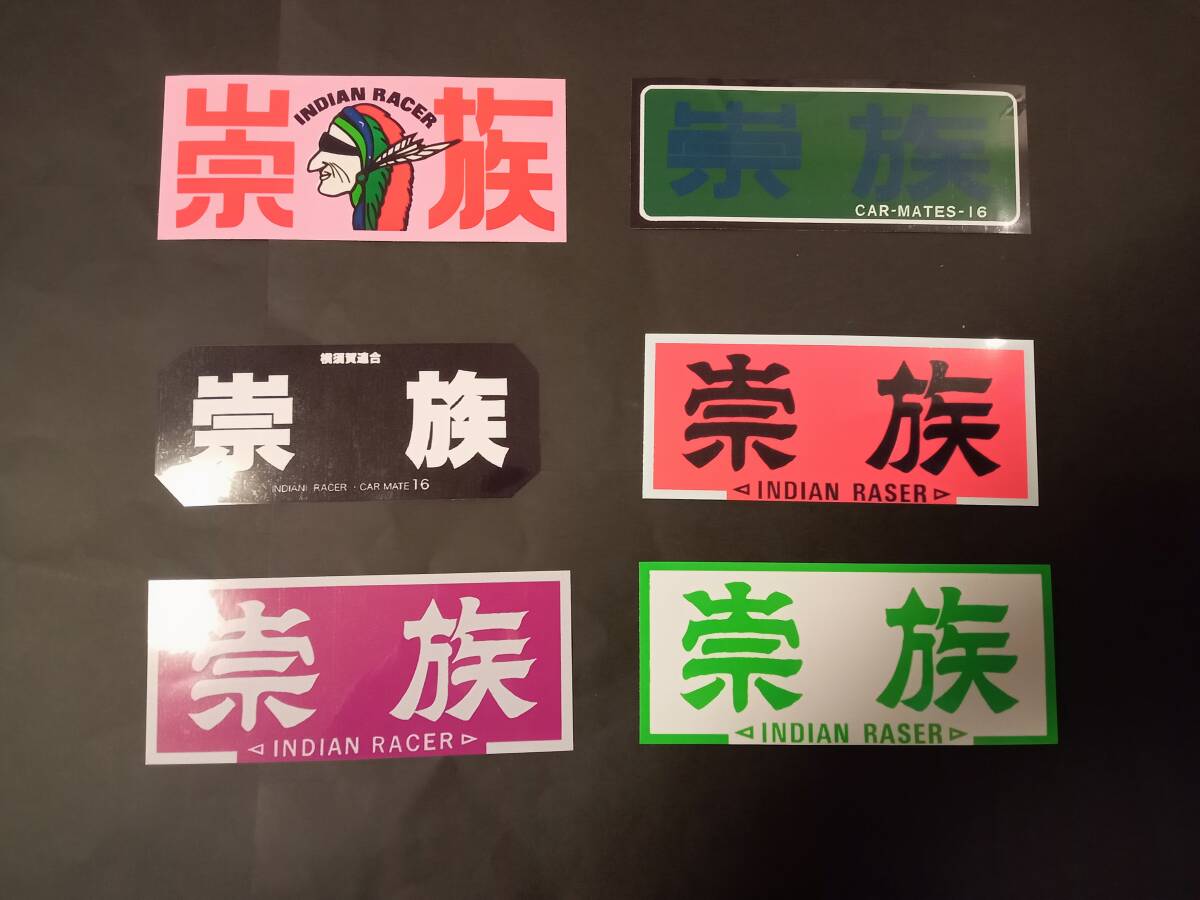 INDIAN RACER
崇族
崇族
CAR-MATES-16
横須賀連合
崇族
INDIANI RACER · CAR MATE 16
崇族
◁ INDIAN RASER ▷
崇族
◁ INDIAN RACER ▷
崇族
◁ INDIAN RASER ▷